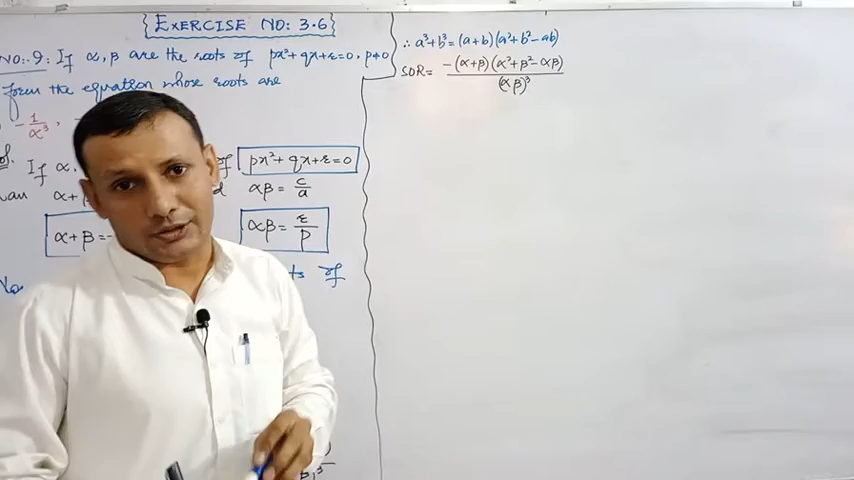 EXERCISE NO: 3.6
NO:-9: If α, β are the roots of px²+qx+ε=0, p≠0
form the equation whose roots are
-1/α³,
If α,
of px²+qx+ε=0
α+
αβ = c/a
α+β=-
αβ = ε/p
of
∴ a³+b³=(a+b)(a²+b²-ab)
SOR= -(α+β)(α²+β²-αβ)/(αβ)³